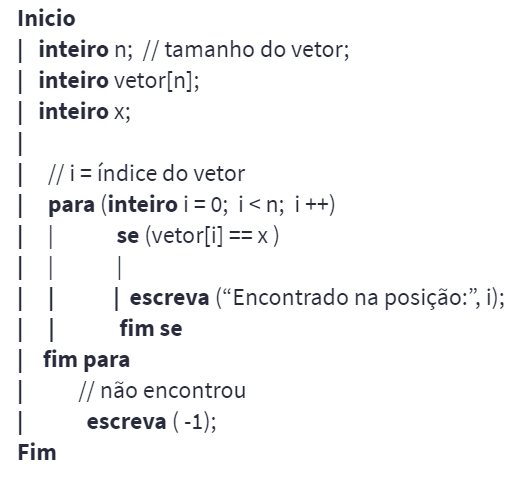 Inicio
| inteiro n; // tamanho do vetor;
| inteiro vetor[n];
| inteiro x;
|
| // i = índice do vetor
| para (inteiro i = 0; i < n; i ++)
| | se (vetor[i] == x )
| | |
| | | escreva (“Encontrado na posição:”, i);
| | fim se
| fim para
| // não encontrou
| escreva ( -1);
Fim